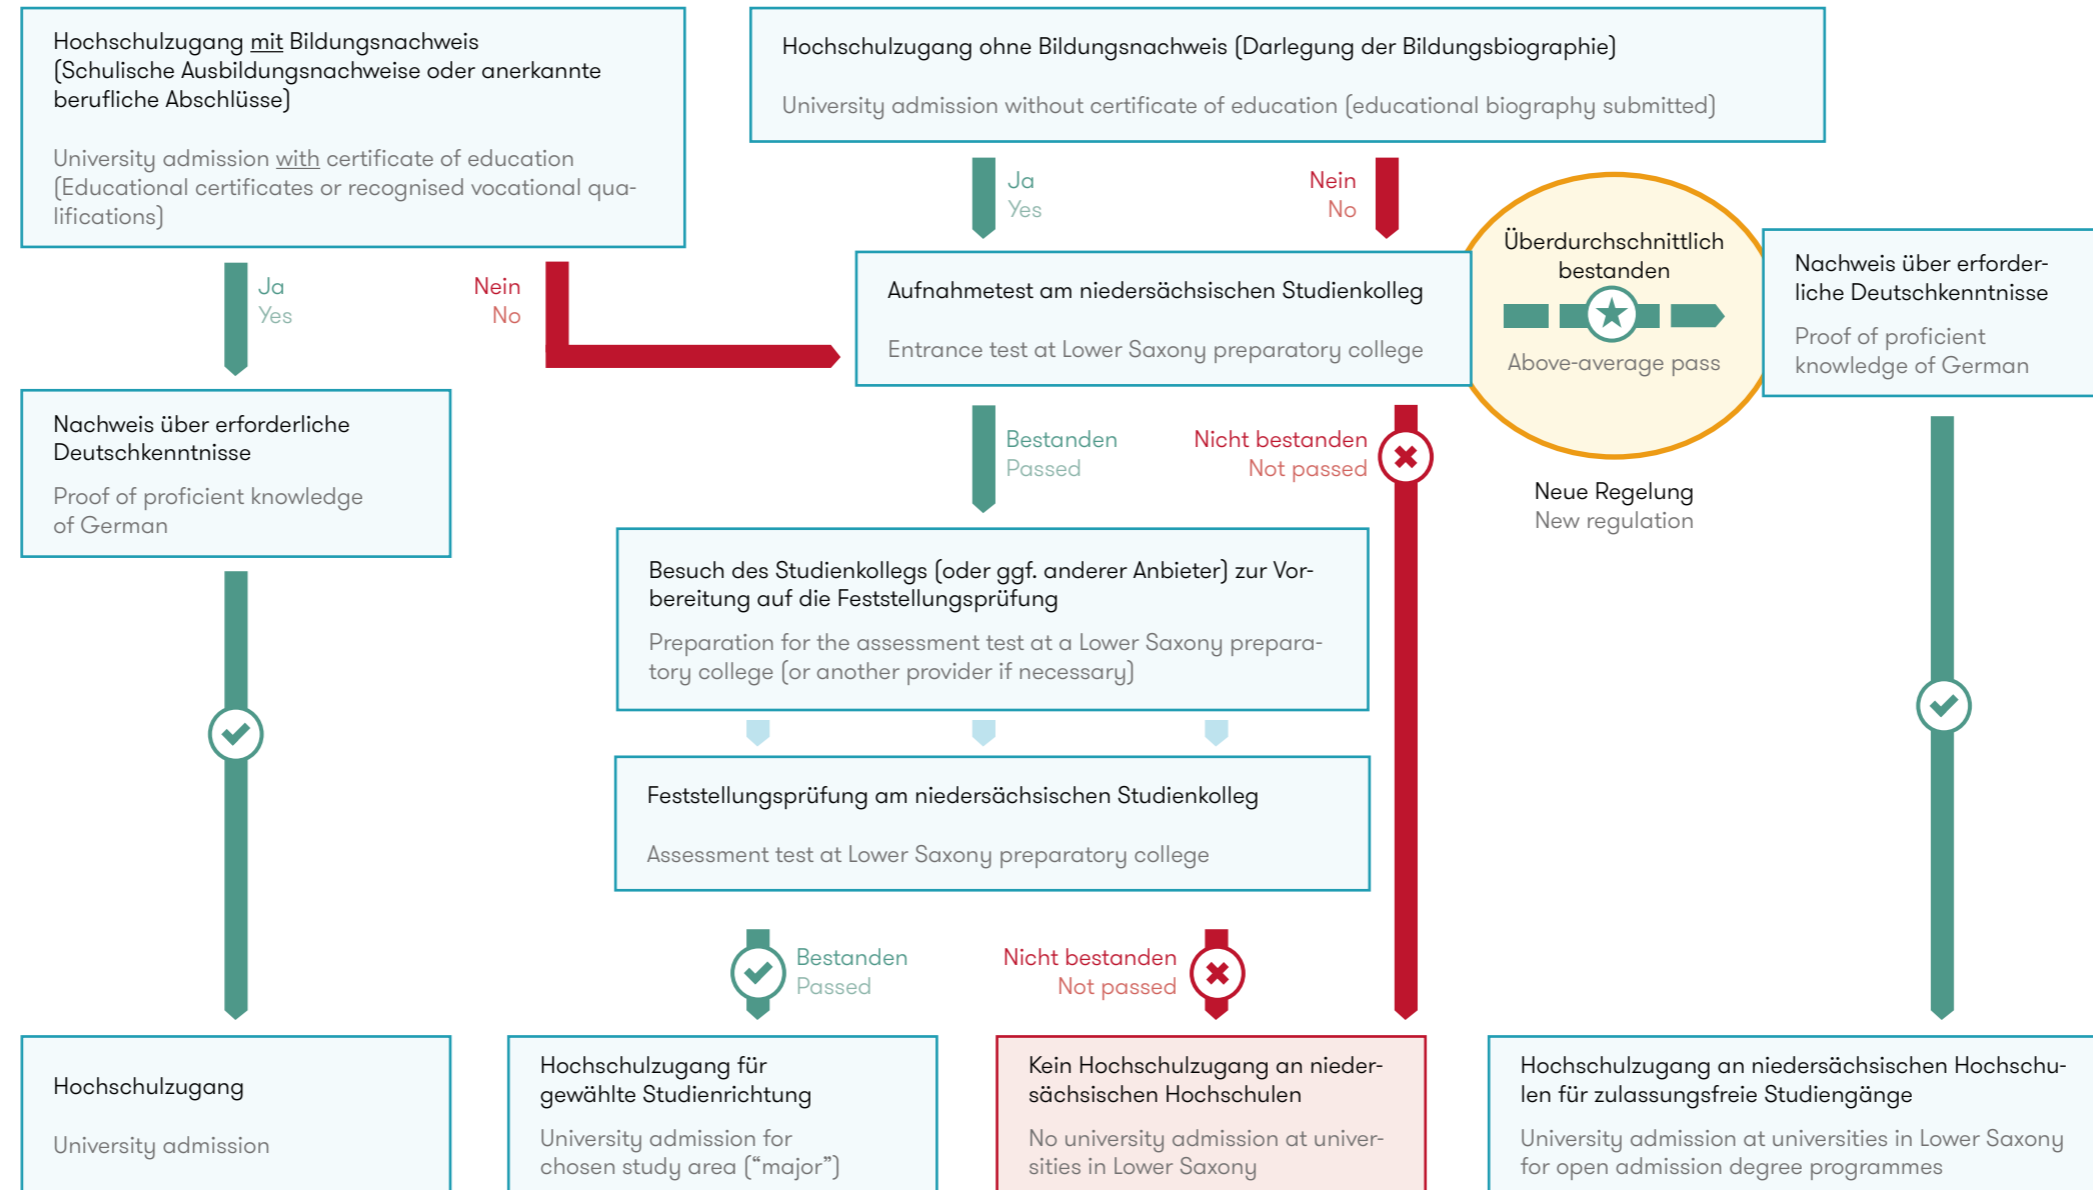 Hochschulzugang mit Bildungsnachweis
(Schulische Ausbildungsnachweise oder anerkannte
berufliche Abschlüsse)
University admission with certificate of education
(Educational certificates or recognised vocational qua-
lifications)
Hochschulzugang ohne Bildungsnachweis (Darlegung der Bildungsbiographie)
University admission without certificate of education (educational biography submitted)
Ja
Yes
Nein
No
Ja
Yes
Nein
No
Aufnahmetest am niedersächsischen Studienkolleg
Entrance test at Lower Saxony preparatory college
Überdurchschnittlich
bestanden
Above-average pass
Neue Regelung
New regulation
Nachweis über erforder-
liche Deutschkenntnisse
Proof of proficient
knowledge of German
Nachweis über erforderliche
Deutschkenntnisse
Proof of proficient knowledge
of German
Bestanden
Passed
Nicht bestanden
Not passed
Besuch des Studienkollegs (oder ggf. anderer Anbieter) zur Vor-
bereitung auf die Feststellungsprüfung
Preparation for the assessment test at a Lower Saxony prepara-
tory college (or another provider if necessary)
Feststellungsprüfung am niedersächsischen Studienkolleg
Assessment test at Lower Saxony preparatory college
Bestanden
Passed
Nicht bestanden
Not passed
Hochschulzugang
University admission
Hochschulzugang für
gewählte Studienrichtung
University admission for
chosen study area (“major”)
Kein Hochschulzugang an nieder-
sächsischen Hochschulen
No university admission at univer-
sities in Lower Saxony
Hochschulzugang an niedersächsischen Hochschu-
len für zulassungsfreie Studiengänge
University admission at universities in Lower Saxony
for open admission degree programmes